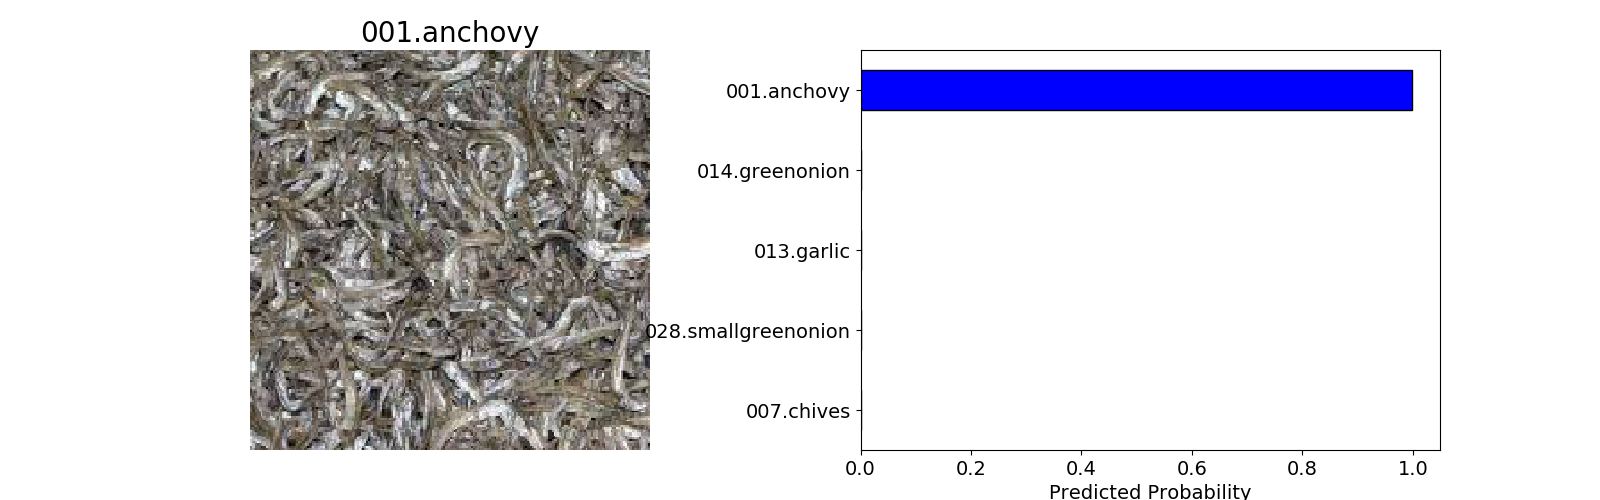 001.anchovy
001.anchovy
014.greenonion
013.garlic
028.smallgreenonion
007.chives
0.0 0.2 0.4 0.6 0.8 1.0
Predicted Probability